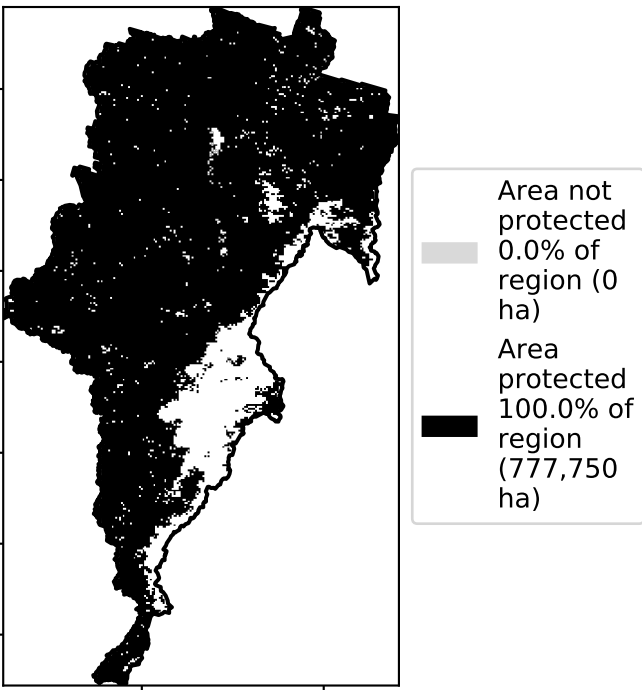 Area not
protected
0.0% of
region (0
ha)
Area
protected
100.0% of
region
(777,750
ha)